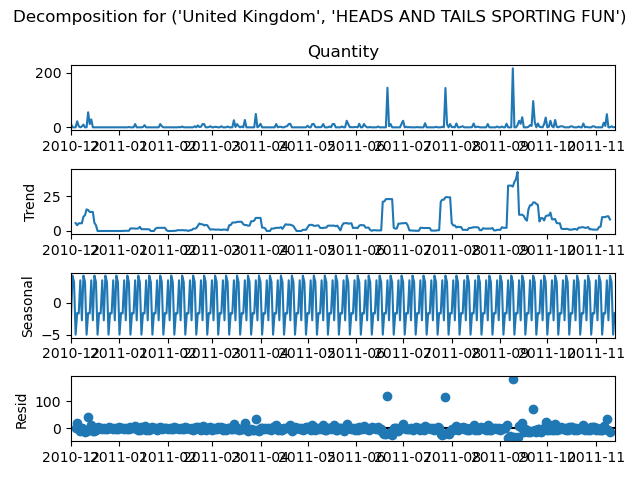 Decomposition for ('United Kingdom', 'HEADS AND TAILS SPORTING FUN')
Quantity
200
0
2010-12 2011-01 2011-02 2011-03 2011-04 2011-05 2011-06 2011-07 2011-08 2011-09 2011-10 2011-11
Trend
25
0
2010-12 2011-01 2011-02 2011-03 2011-04 2011-05 2011-06 2011-07 2011-08 2011-09 2011-10 2011-11
Seasonal
0
−5
2010-12 2011-01 2011-02 2011-03 2011-04 2011-05 2011-06 2011-07 2011-08 2011-09 2011-10 2011-11
Resid
100
0
2010-12 2011-01 2011-02 2011-03 2011-04 2011-05 2011-06 2011-07 2011-08 2011-09 2011-10 2011-11